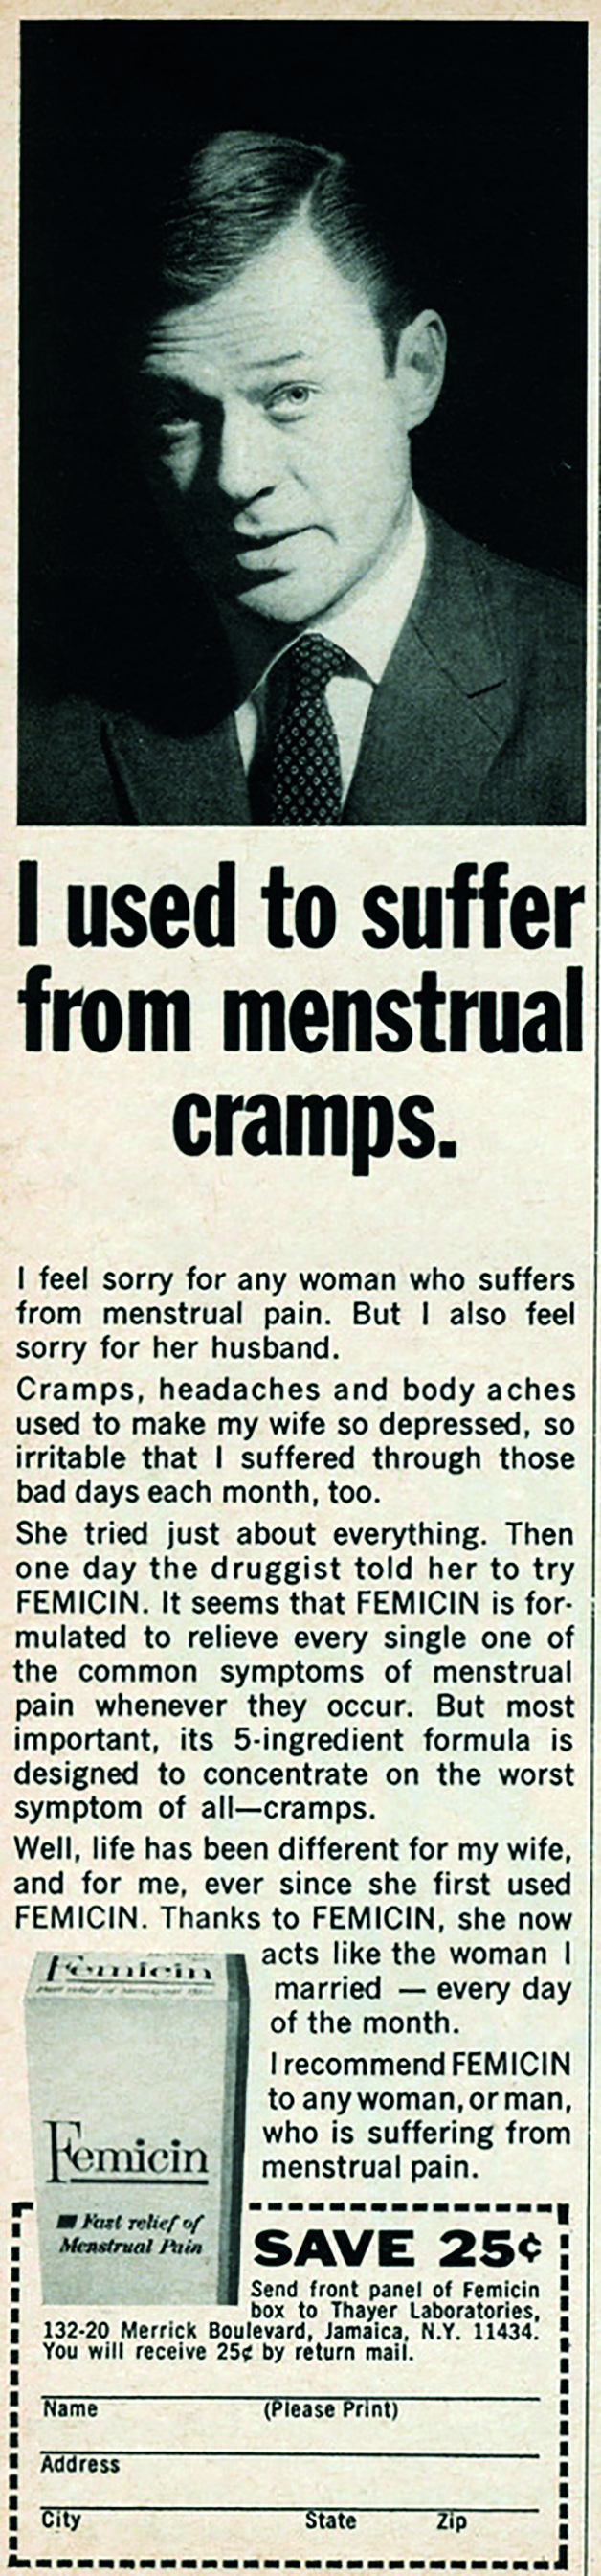 I used to suffer
from menstrual
cramps.
I feel sorry for any woman who suffers
from menstrual pain. But I also feel
sorry for her husband.
Cramps, headaches and body aches
used to make my wife so depressed, so
irritable that I suffered through those
bad days each month, too.
She tried just about everything. Then
one day the druggist told her to try
FEMICIN. It seems that FEMICIN is for-
mulated to relieve every single one of
the common symptoms of menstrual
pain whenever they occur. But most
important, its 5-ingredient formula is
designed to concentrate on the worst
symptom of all—cramps.
Well, life has been different for my wife,
and for me, ever since she first used
FEMICIN. Thanks to FEMICIN, she now
acts like the woman I
married — every day
of the month.
I recommend FEMICIN
to any woman, or man,
who is suffering from
menstrual pain.
Femicin
Femicin
Fast relief of
Menstrual Pain
SAVE 25¢
Send front panel of Femicin
box to Thayer Laboratories,
132-20 Merrick Boulevard, Jamaica, N.Y. 11434.
You will receive 25¢ by return mail.
Name (Please Print)
Address
City State Zip